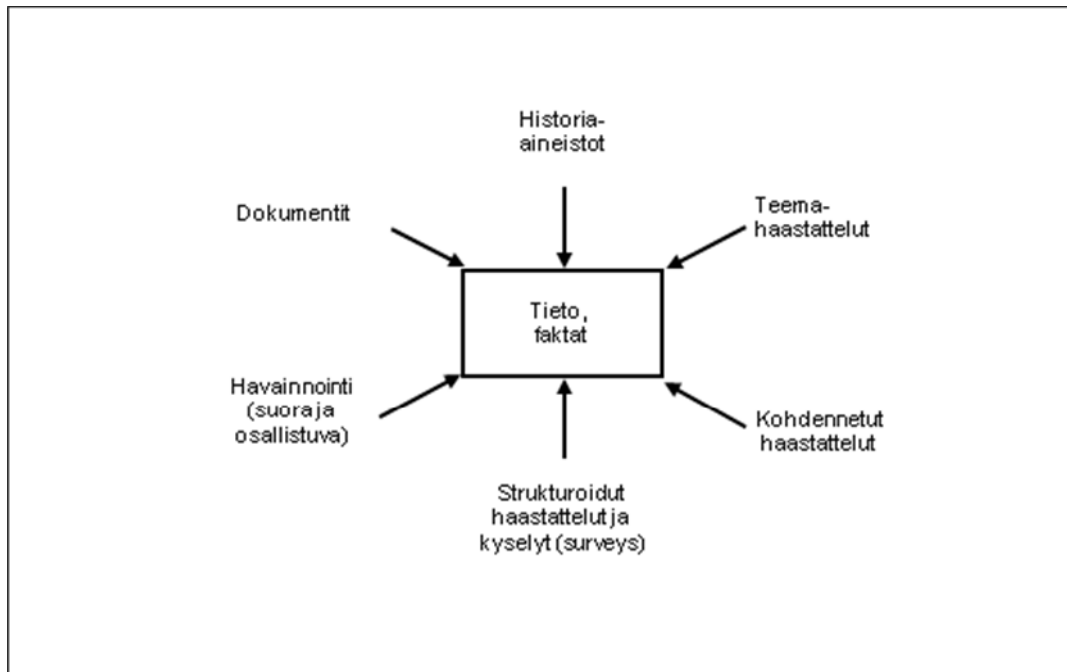 Historia-
aineistot
Dokumentit
Teema-
haastattelut
Tieto,
faktat
Havainnointi
(suora ja
osallistuva)
Kohdennetut
haastattelut
Strukturoidut
haastattelut ja
kyselyt (surveys)